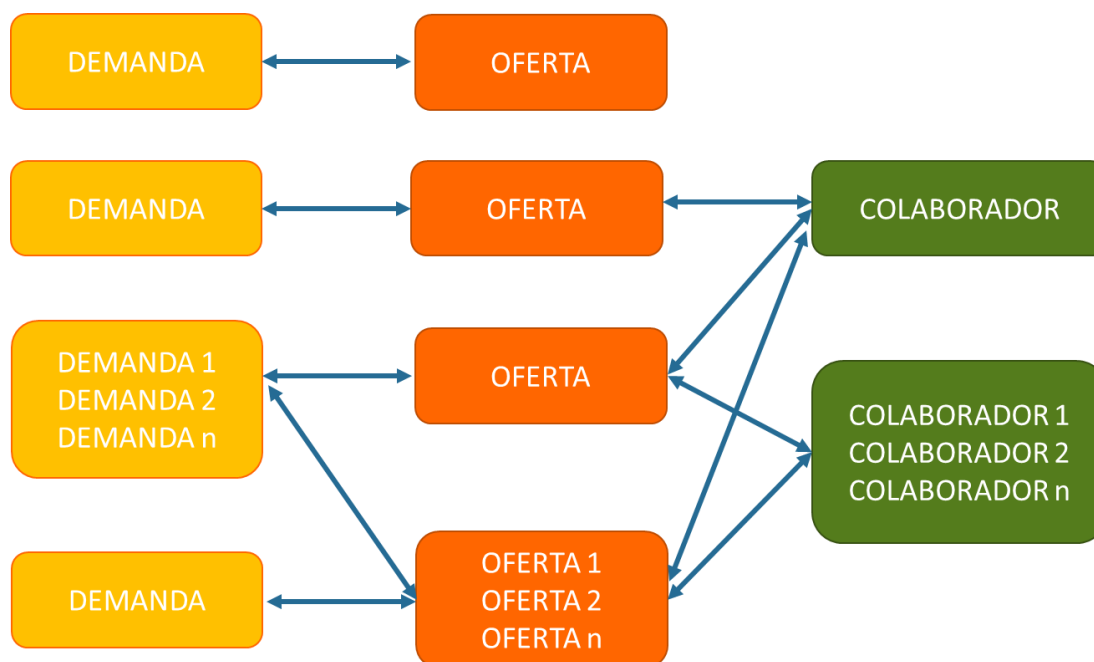 DEMANDA
OFERTA
DEMANDA
OFERTA
COLABORADOR
DEMANDA 1
DEMANDA 2
DEMANDA n
OFERTA
COLABORADOR 1
COLABORADOR 2
COLABORADOR n
DEMANDA
OFERTA 1
OFERTA 2
OFERTA n